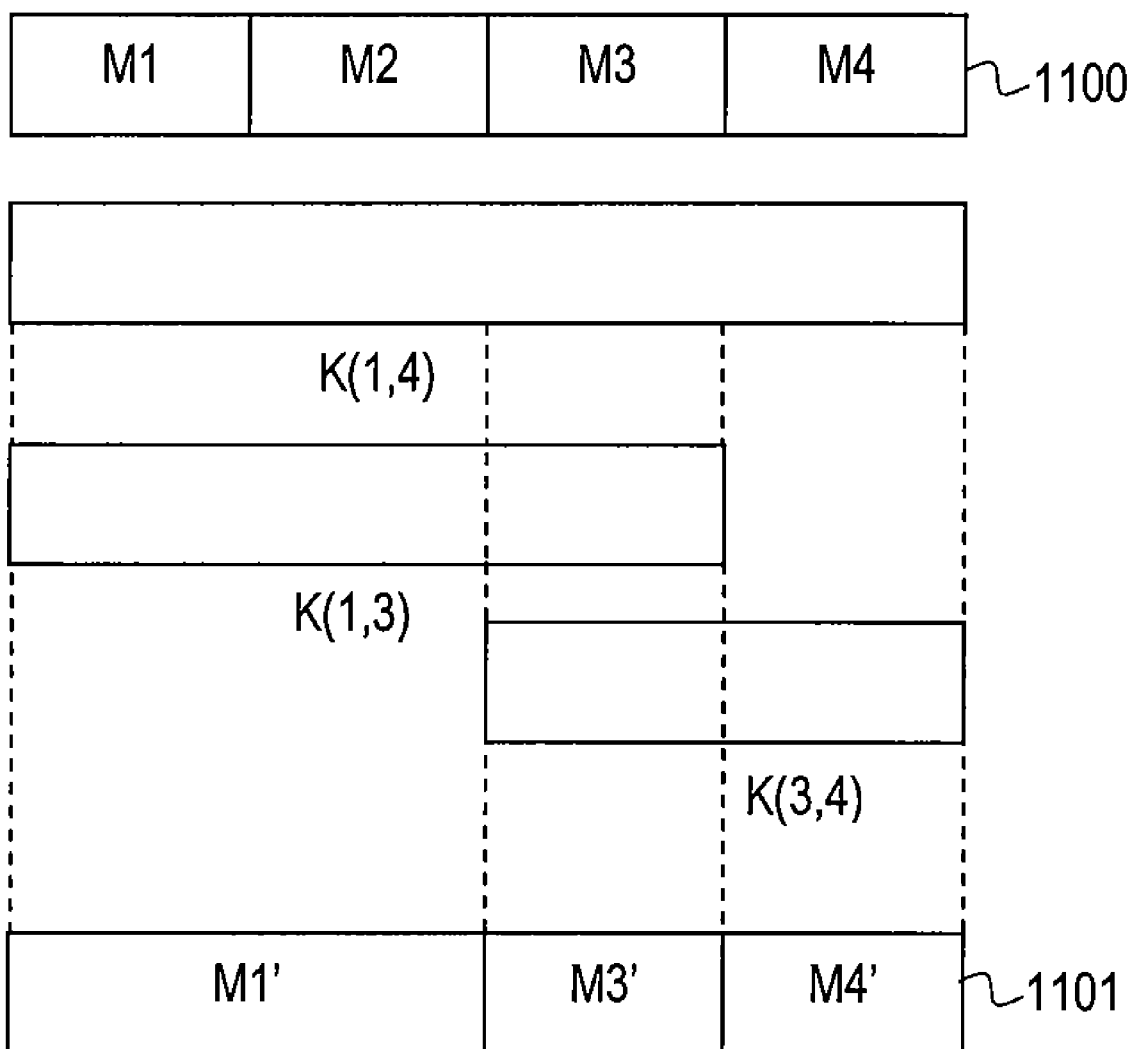 M1 M2 M3 M4 1100
K(1,4)
K(1,3)
K(3,4)
M1’ M3’ M4’ 1101